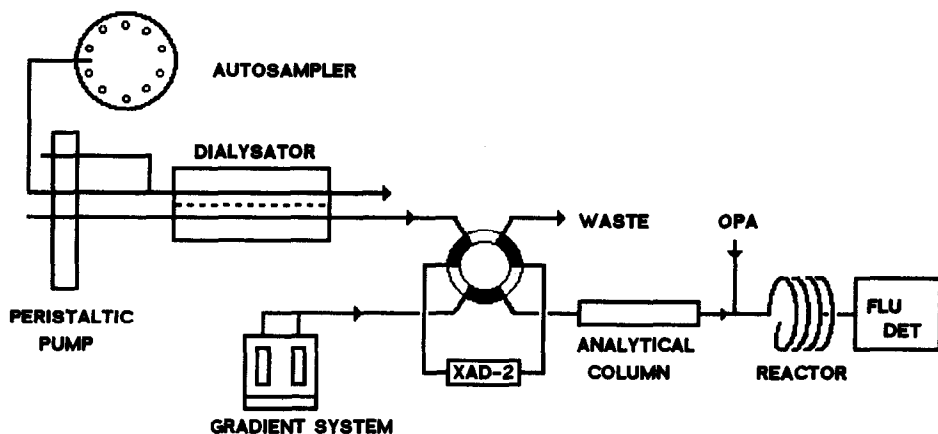 AUTOSAMPLER
DIALYSATOR
WASTE
OPA
PERISTALTIC
PUMP
FLU
DET
XAD-2
ANALYTICAL
COLUMN
REACTOR
GRADIENT SYSTEM